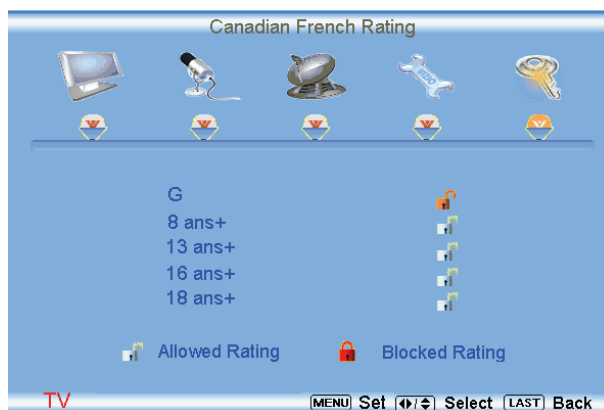 Canadian French Rating
G
8 ans+
13 ans+
16 ans+
18 ans+
Allowed Rating Blocked Rating
TV MENU Set Select LAST Back